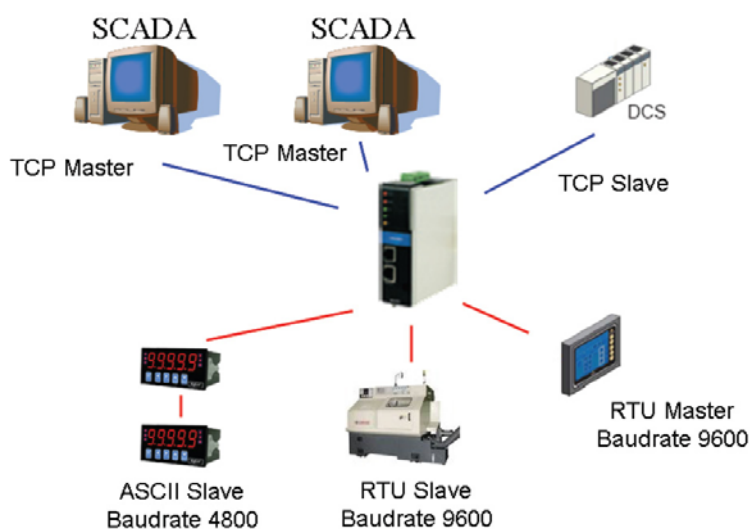 SCADA
SCADA
DCS
TCP Master
TCP Master
TCP Slave
99999
99999
RTU Master
Baudrate 9600
ASCII Slave
Baudrate 4800
RTU Slave
Baudrate 9600